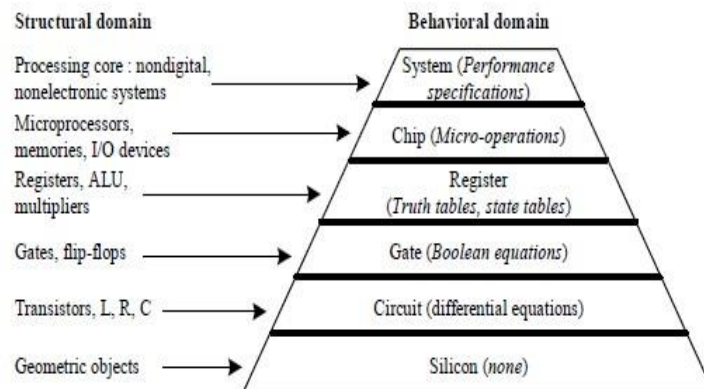 Structural domain
Behavioral domain
Processing core : nondigital,
nonelectronic systems
System (Performance
specifications)
Microprocessors,
memories, I/O devices
Chip (Micro-operations)
Registers, ALU,
multipliers
Register
(Truth tables, state tables)
Gates, flip-flops
Gate (Boolean equations)
Transistors, L, R, C
Circuit (differential equations)
Geometric objects
Silicon (none)